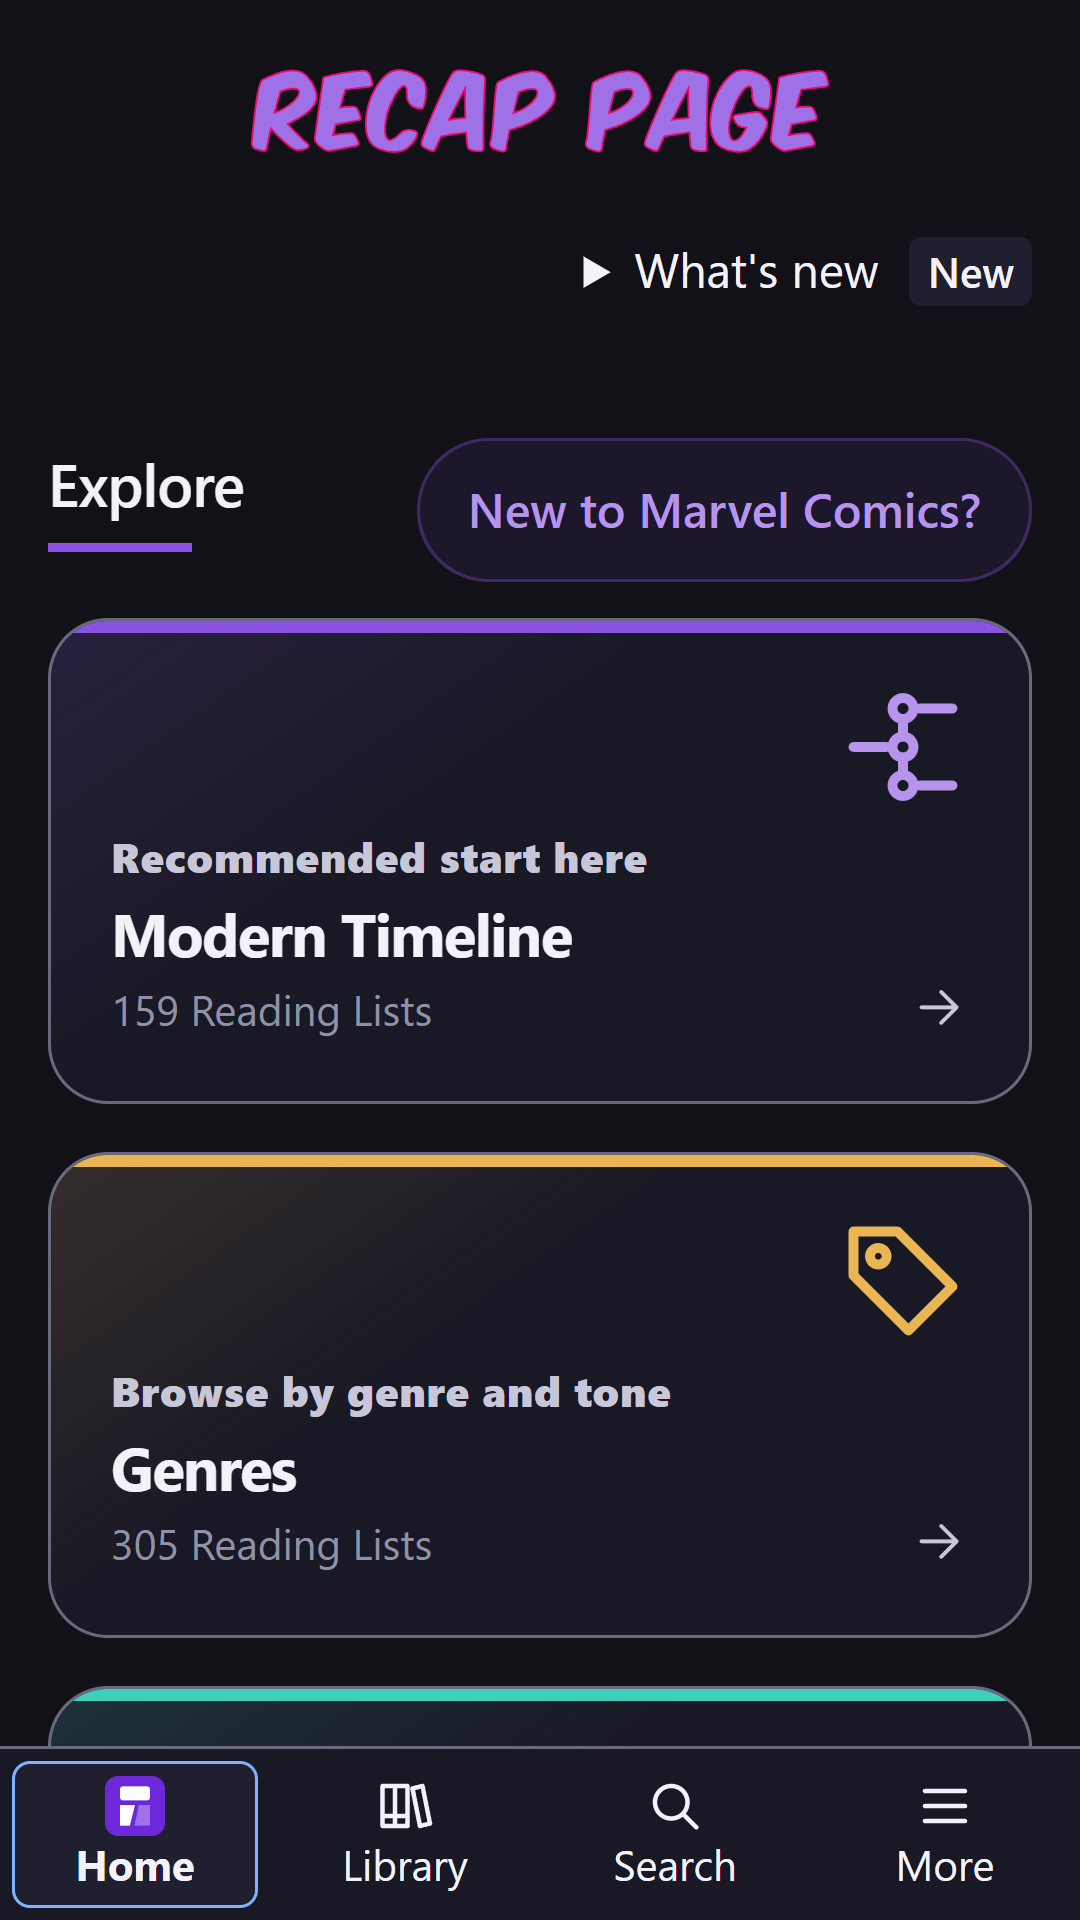 RECAP PAGE
▶ What's new New
Explore
New to Marvel Comics?
Recommended start here
Modern Timeline
159 Reading Lists
Browse by genre and tone
Genres
305 Reading Lists
Home Library Search More